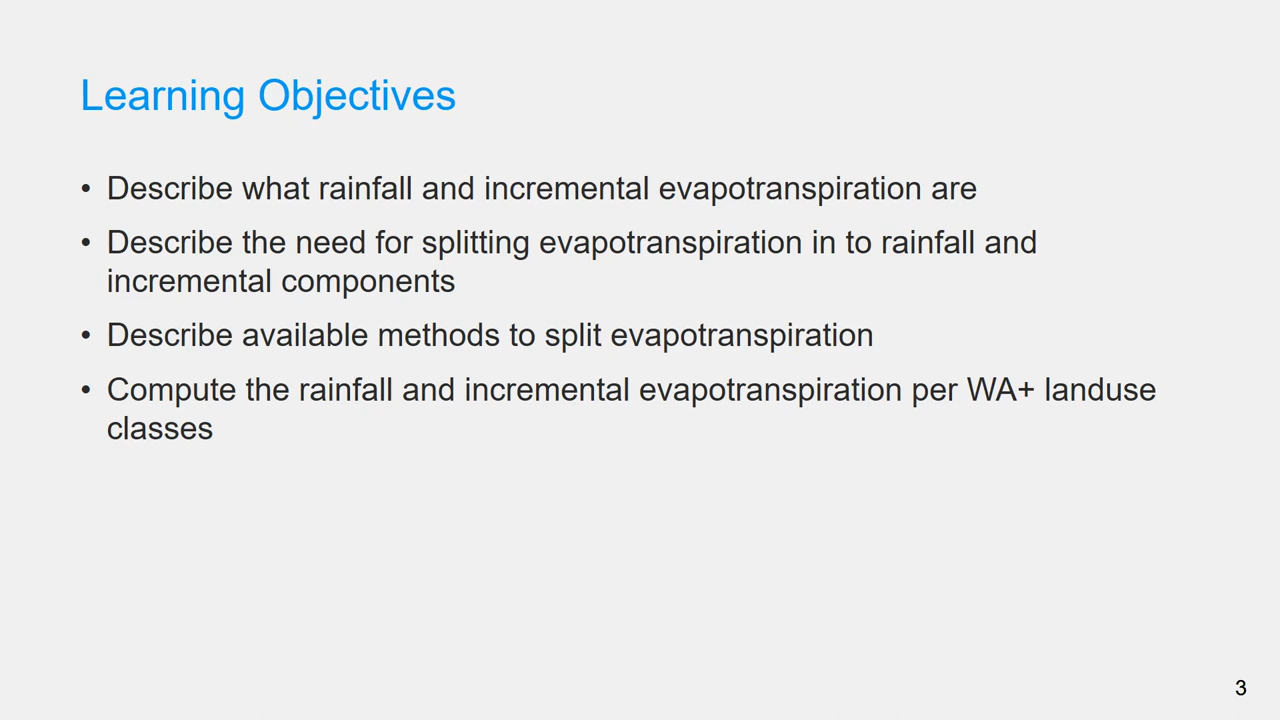 Learning Objectives
• Describe what rainfall and incremental evapotranspiration are
• Describe the need for splitting evapotranspiration in to rainfall and
incremental components
• Describe available methods to split evapotranspiration
• Compute the rainfall and incremental evapotranspiration per WA+ landuse
classes
3